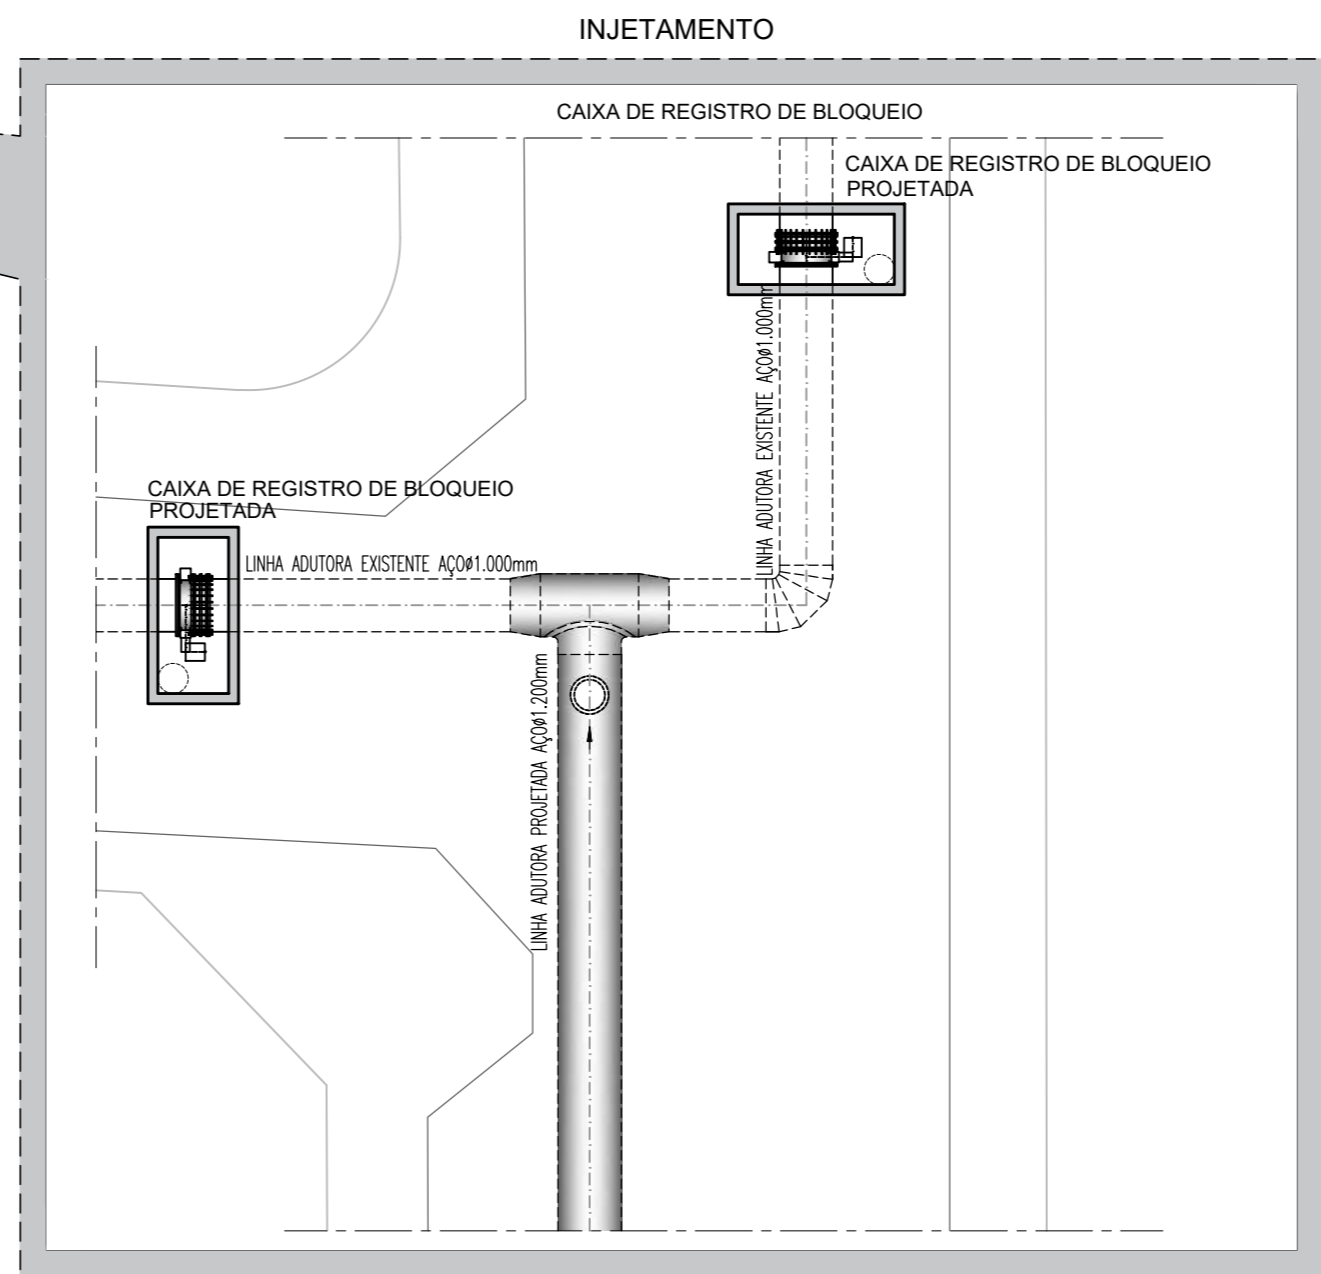 INJETAMENTO
CAIXA DE REGISTRO DE BLOQUEIO
CAIXA DE REGISTRO DE BLOQUEIO
PROJETADA
LINHA ADUTORA EXISTENTE AÇOø1.000mm
CAIXA DE REGISTRO DE BLOQUEIO
PROJETADA
LINHA ADUTORA EXISTENTE AÇOø1.000mm
LINHA ADUTORA PROJETADA AÇOø1.200mm